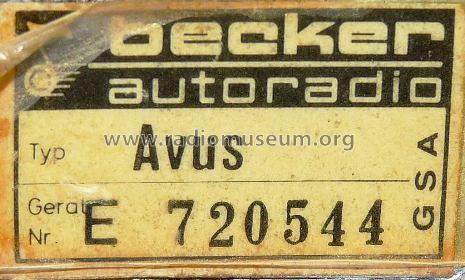 becker
autoradio
www.radiomuseum.org
Typ Avus
Gerät
Nr. E 720544
GSA